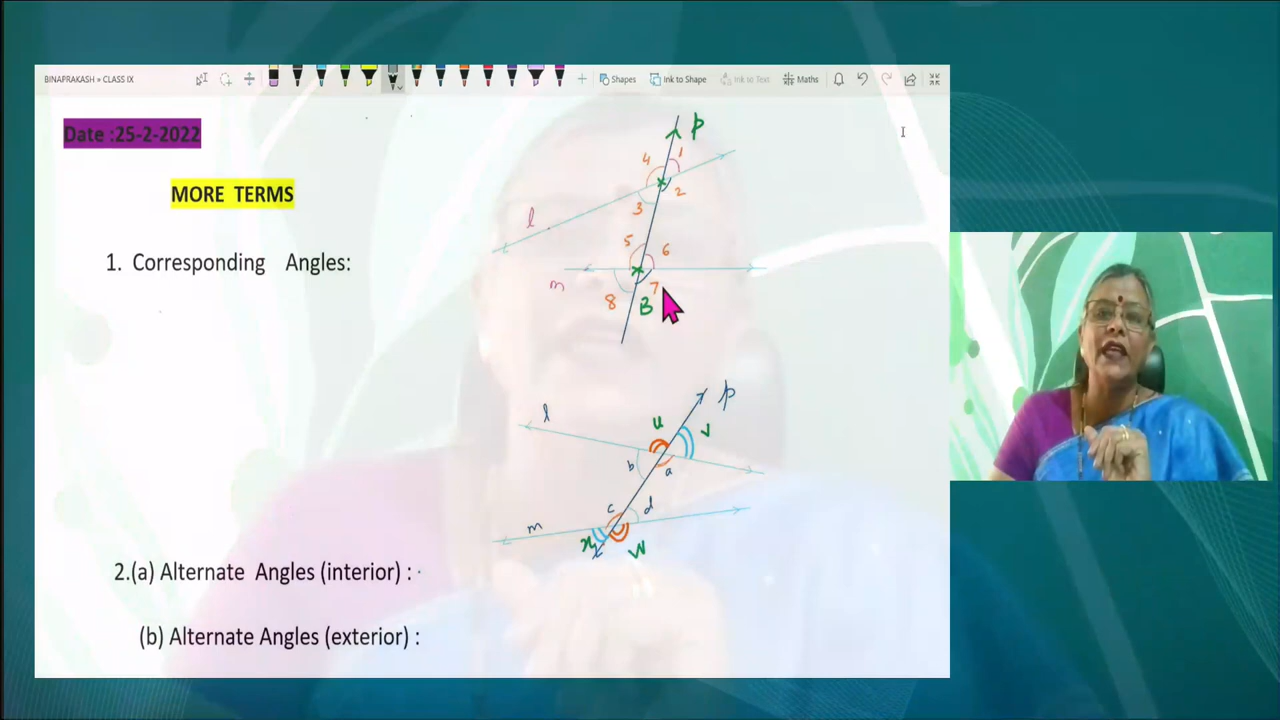 BINAPRAKASH » CLASS IX
Shapes
Ink to Shape
Ink to Text
Maths
Date :25-2-2022
MORE TERMS
1. Corresponding Angles:
p
4 1
2
3
l
5 6
m
8 7
B
p
l
u v
b a
c d
m
x w
2.(a) Alternate Angles (interior) :
(b) Alternate Angles (exterior) :